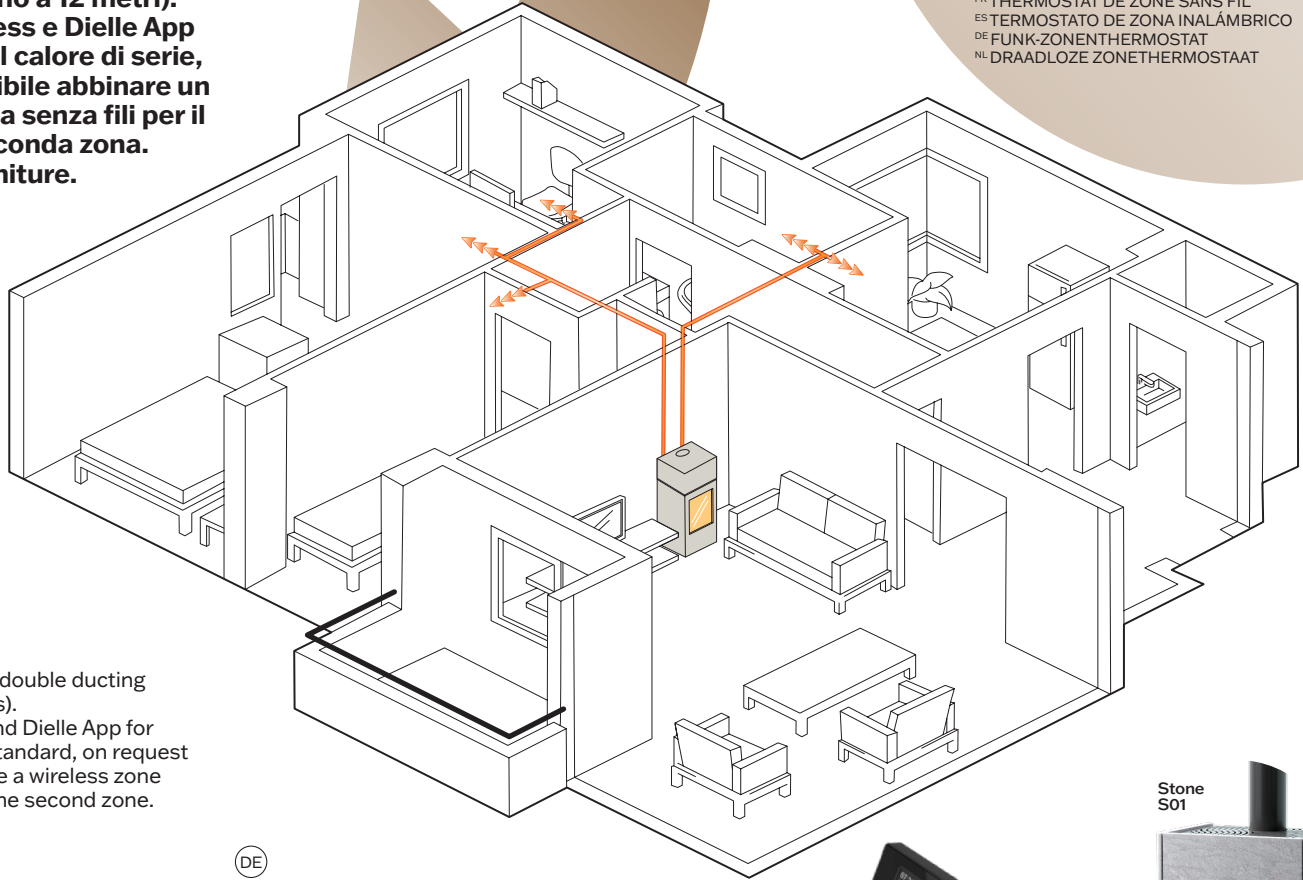 no a 12 metri).
ess e Dielle App
l calore di serie,
ibile abbinare un
a senza fili per il
conda zona.
niture.
FR THERMOSTAT DE ZONE SANS FIL
ES TERMOSTATO DE ZONA INALÁMBRICO
DE FUNK-ZONENTHERMOSTAT
NL DRAADLOZE ZONETHERMOSTAAT
double ducting
s).
nd Dielle App for
tandard, on request
e a wireless zone
he second zone.
DE
Stone
S01